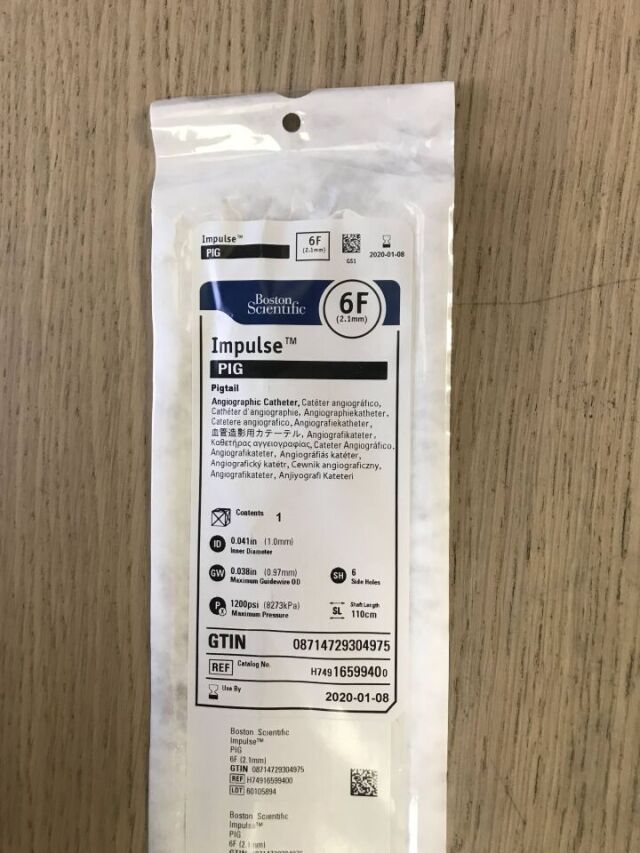 Impulse™
PIG
6F
(2.1mm)
GS1
2020-01-08
Boston
Scientific
6F
(2.1mm)
Impulse™
PIG
Pigtail
Angiographic Catheter, Catéter angiográfico,
Cathéter d'angiographie, Angiographiekatheter,
Catetere angiografico, Angiografiekatheter,
血管造影用カテーテル, Angiografikateter,
Καθετήρας αγγειογραφίας, Cateter Angiográfico,
Angiografikateter, Angiográfiás katéter,
Angiografický katétr, Cewnik angiograficzny,
Angiografikateter, Anjiyografi Kateteri
Contents 1
ID 0.041in (1.0mm)
Inner Diameter
GW 0.038in (0.97mm)
Maximum Guidewire OD
SH 6
Side Holes
P 1200psi (8273kPa)
Maximum Pressure
SL Shaft Length
110cm
GTIN 08714729304975
REF Catalog No. H74916599400
Use By 2020-01-08
Boston Scientific
Impulse™
PIG
6F (2.1mm)
GTIN 08714729304975
REF H74916599400
LOT 60105894
Boston Scientific
Impulse™
PIG
6F (2.1mm)
GTIN 08714729304975